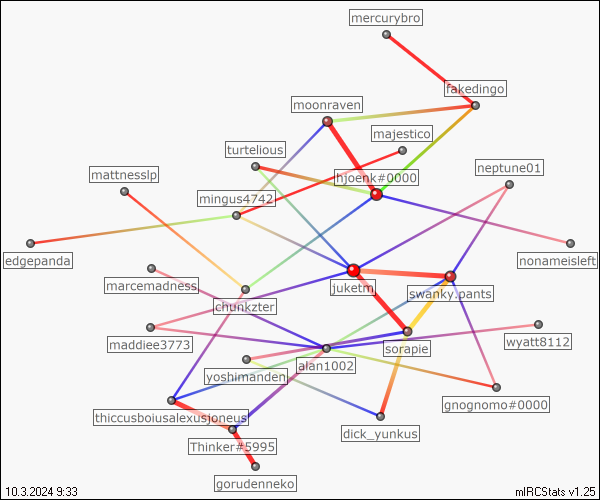 mercurybro
fakedingo
moonraven
majestico
turtelious
neptune01
mattnesslp
hjoenk#0000
mingus4742
edgepanda
nonameisleft
marcemadness
juketm
swanky.pants
chunkzter
maddiee3773
sorapie
wyatt8112
alan1002
yoshimanden
gnognomo#0000
thiccusboiusalexusjoneus
dick_yunkus
Thinker#5995
gorudenneko
10.3.2024 9:33
mIRCStats v1.25